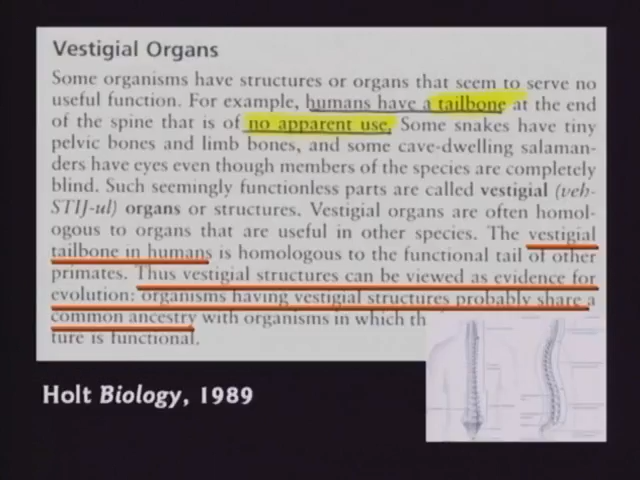 Vestigial Organs
Some organisms have structures or organs that seem to serve no
useful function. For example, humans have a tailbone at the end
of the spine that is of no apparent use. Some snakes have tiny
pelvic bones and limb bones, and some cave-dwelling salaman-
ders have eyes even though members of the species are completely
blind. Such seemingly functionless parts are called vestigial (veh-
STIJ-ul) organs or structures. Vestigial organs are often homol-
ogous to organs that are useful in other species. The vestigial
tailbone in humans is homologous to the functional tail of other
primates. Thus vestigial structures can be viewed as evidence for
evolution: organisms having vestigial structures probably share a
common ancestry with organisms in which th
ture is functional.
Holt Biology, 1989